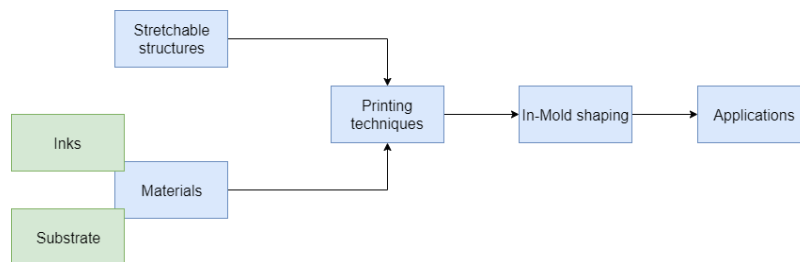 Stretchable
structures
Printing
techniques
In-Mold shaping
Applications
Inks
Materials
Substrate